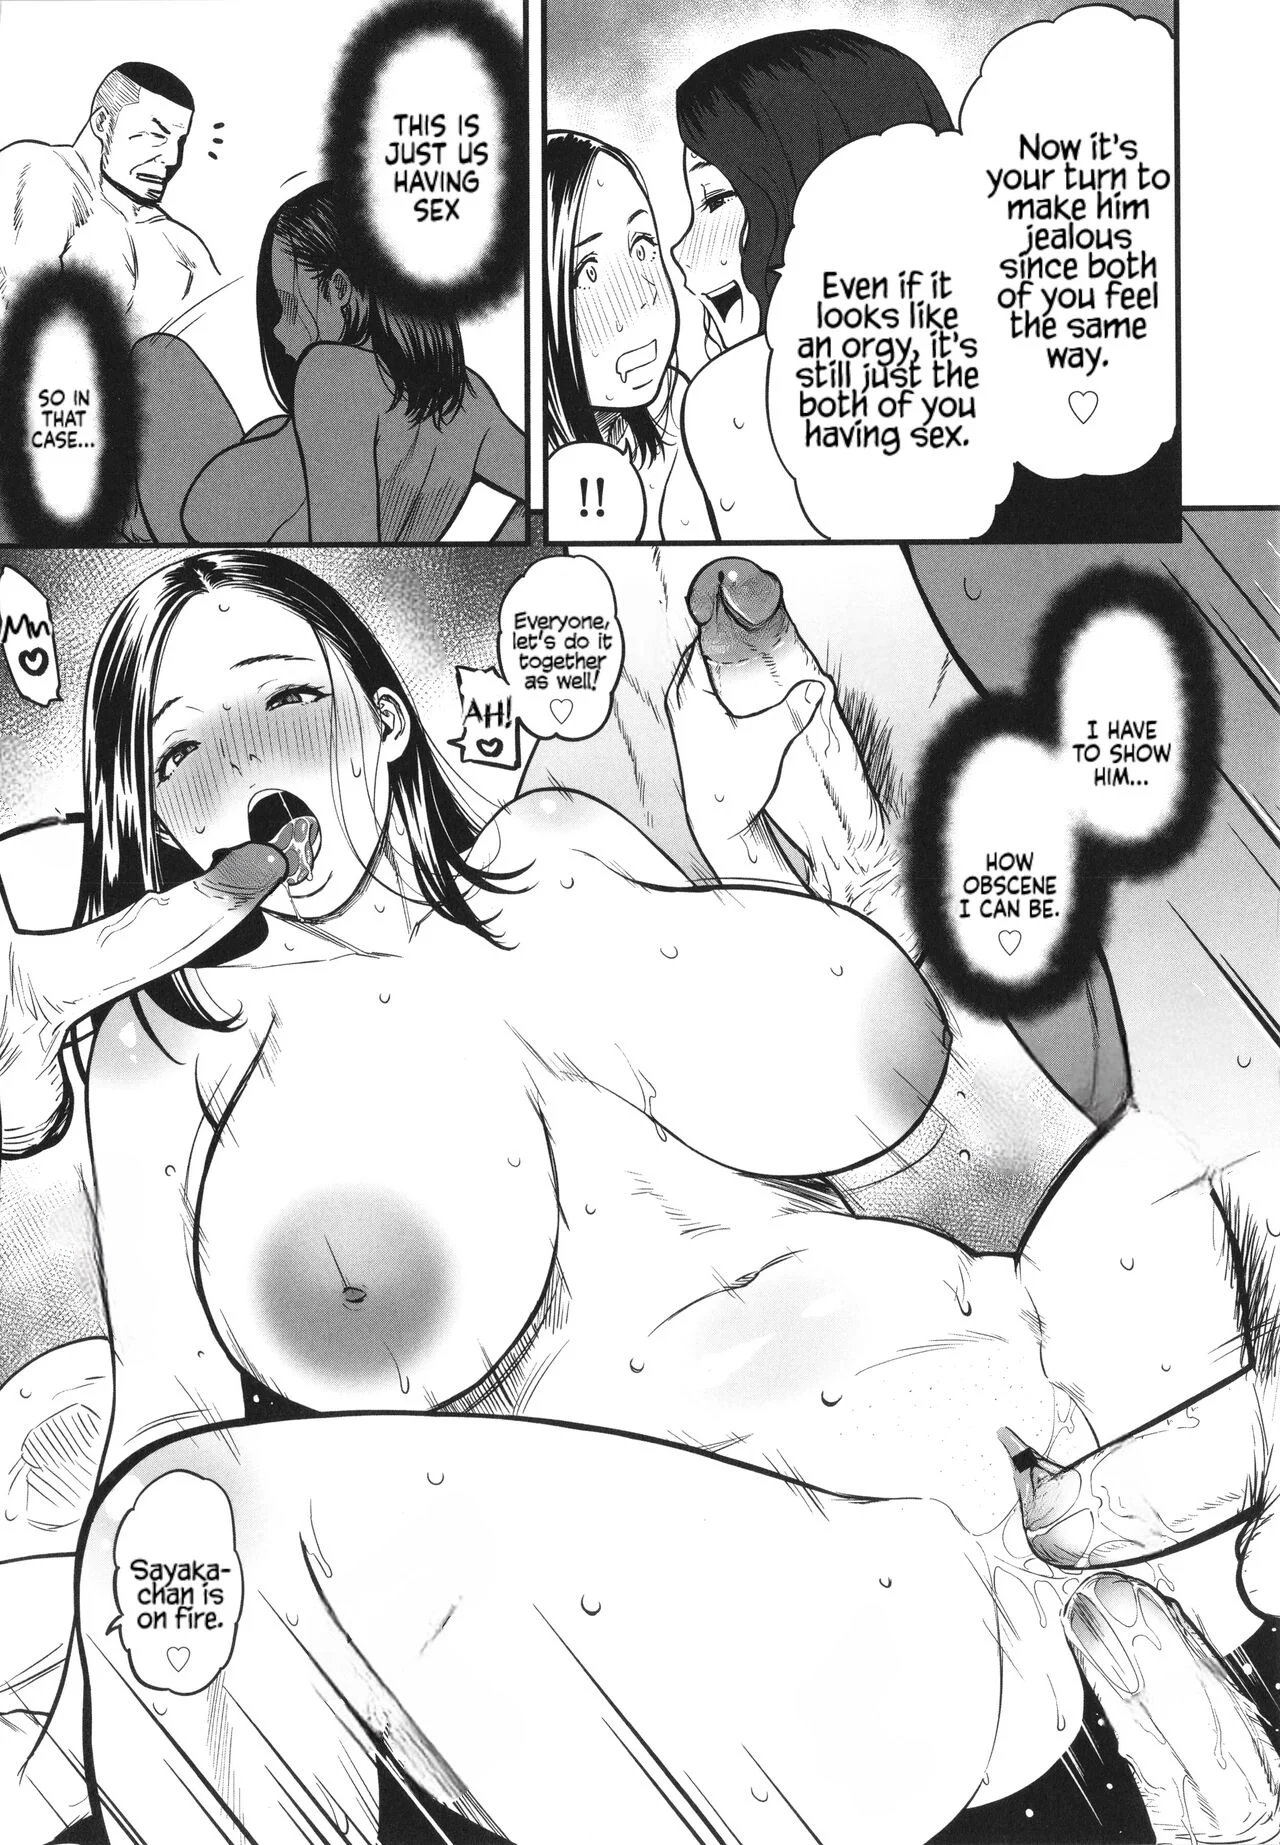 Now it's
your turn to
make him
jealous
since both
of you feel
the same
way.
♡
Even if it
looks like
an orgy, it's
still just the
both of you
having sex.
!!
THIS IS
JUST US
HAVING
SEX
SO IN
THAT
CASE...
I HAVE
TO SHOW
HIM...
HOW
OBSCENE
I CAN BE.
♡
Everyone,
let's do it
together
as well!
♡
AH!
♡
Mn
♡
Sayaka-
chan is
on fire.
♡